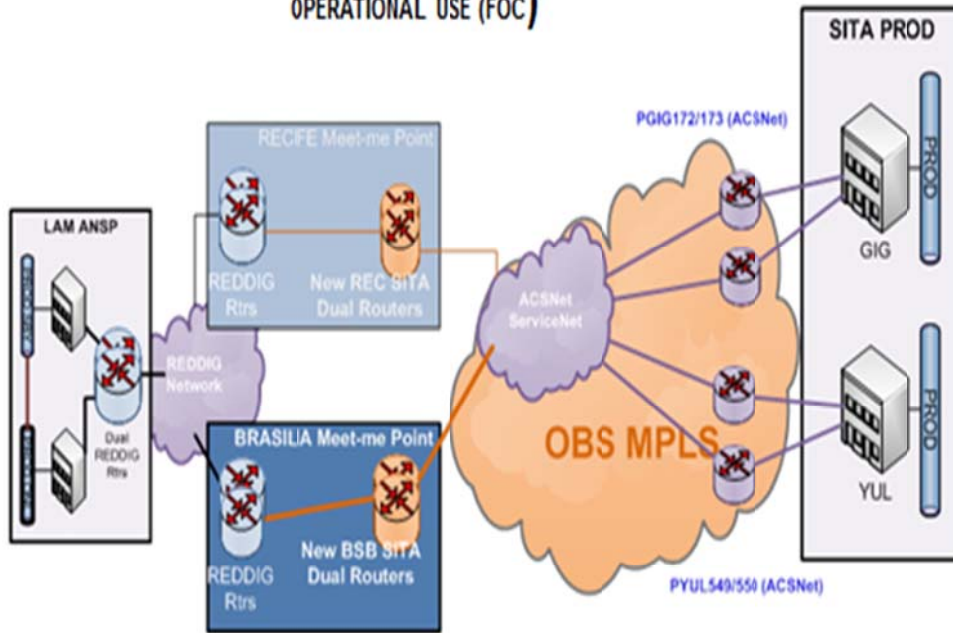 OPERATIONAL USE (FOC)
SITA PROD
PGIG172/173 (ACSNet)
PROD
GIG
RECIFE Meet-me Point
LAM ANSP
REDDIG
Rtrs
New REC SITA
Dual Routers
ACSNet
ServiceNet
REDDIG
Network
Dual
REDDIG
Rtrs
BRASILIA Meet-me Point
OBS MPLS
PROD
YUL
REDDIG
Rtrs
New BSB SITA
Dual Routers
PYUL549/550 (ACSNet)